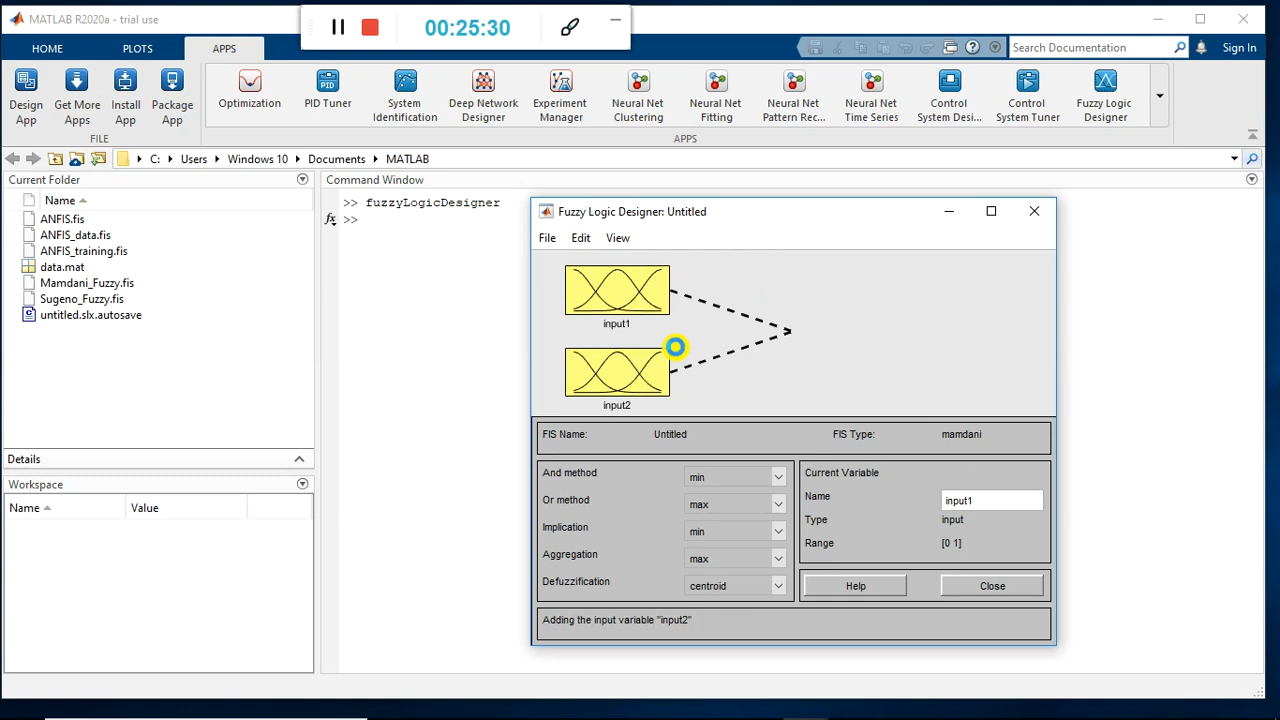 MATLAB R2020a - trial use
00:25:30
HOME PLOTS APPS
Search Documentation
Sign In
Design App
Get More Apps
Install App
Package App
Optimization
PID Tuner
System Identification
Deep Network Designer
Experiment Manager
Neural Net Clustering
Neural Net Fitting
Neural Net Pattern Rec...
Neural Net Time Series
Control System Desi...
Control System Tuner
Fuzzy Logic Designer
FILE
APPS
C: Users Windows 10 Documents MATLAB
Current Folder
Name
ANFIS.fis
ANFIS_data.fis
ANFIS_training.fis
data.mat
Mamdani_Fuzzy.fis
Sugeno_Fuzzy.fis
untitled.slx.autosave
Details
Workspace
Name Value
Command Window
>> fuzzyLogicDesigner
fx >>
Fuzzy Logic Designer: Untitled
File Edit View
input1
input2
FIS Name: Untitled FIS Type: mamdani
And method min
Or method max
Implication min
Aggregation max
Defuzzification centroid
Current Variable
Name input1
Type input
Range [0 1]
Help Close
Adding the input variable "input2"